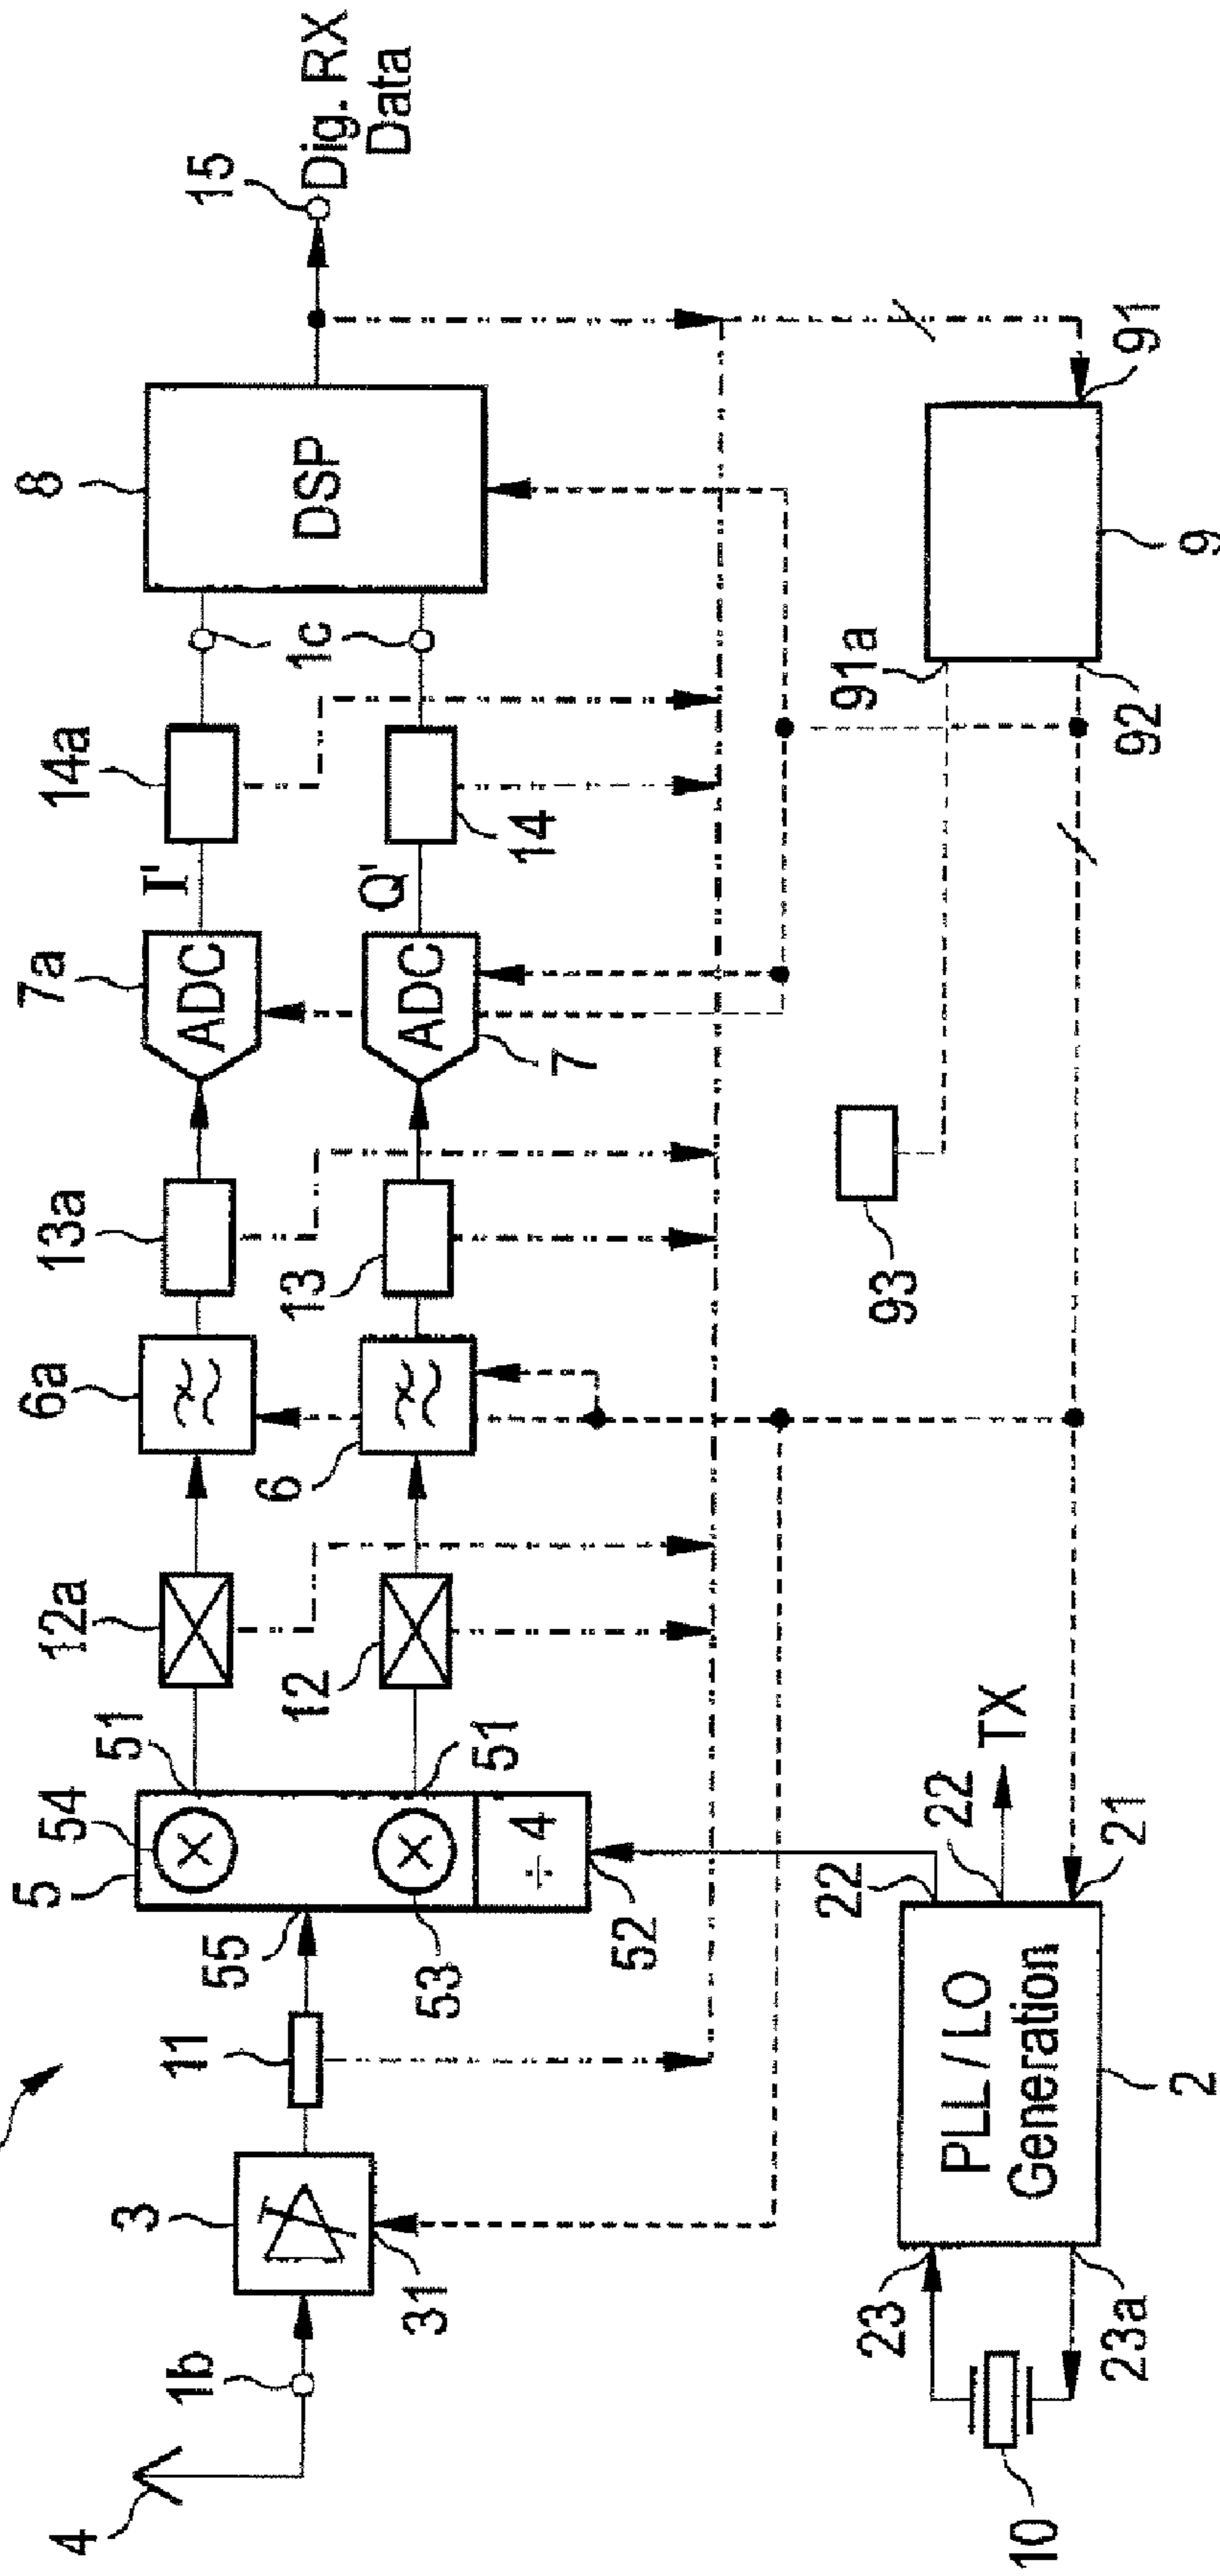 4
1b
3
31
11
55
5
54
53
51
51
÷ 4
52
12a
12
6a
6
13a
13
7a
ADC
ADC
7
I'
Q'
14a
14
1c
8
DSP
15
Dig. RX
Data
10
23
23a
PLL / LO
Generation
2
22
22
TX
21
93
91a
92
9
91